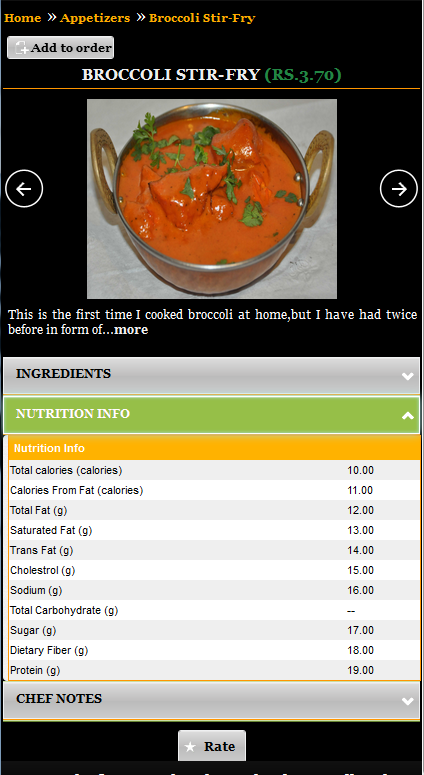 Home » Appetizers » Broccoli Stir-Fry
Add to order
BROCCOLI STIR-FRY (RS.3.70)
This is the first time I cooked broccoli at home,but I have had twice
before in form of...more
INGREDIENTS
NUTRITION INFO
Nutrition Info
Total calories (calories) 10.00
Calories From Fat (calories) 11.00
Total Fat (g) 12.00
Saturated Fat (g) 13.00
Trans Fat (g) 14.00
Cholestrol (g) 15.00
Sodium (g) 16.00
Total Carbohydrate (g) --
Sugar (g) 17.00
Dietary Fiber (g) 18.00
Protein (g) 19.00
CHEF NOTES
Rate